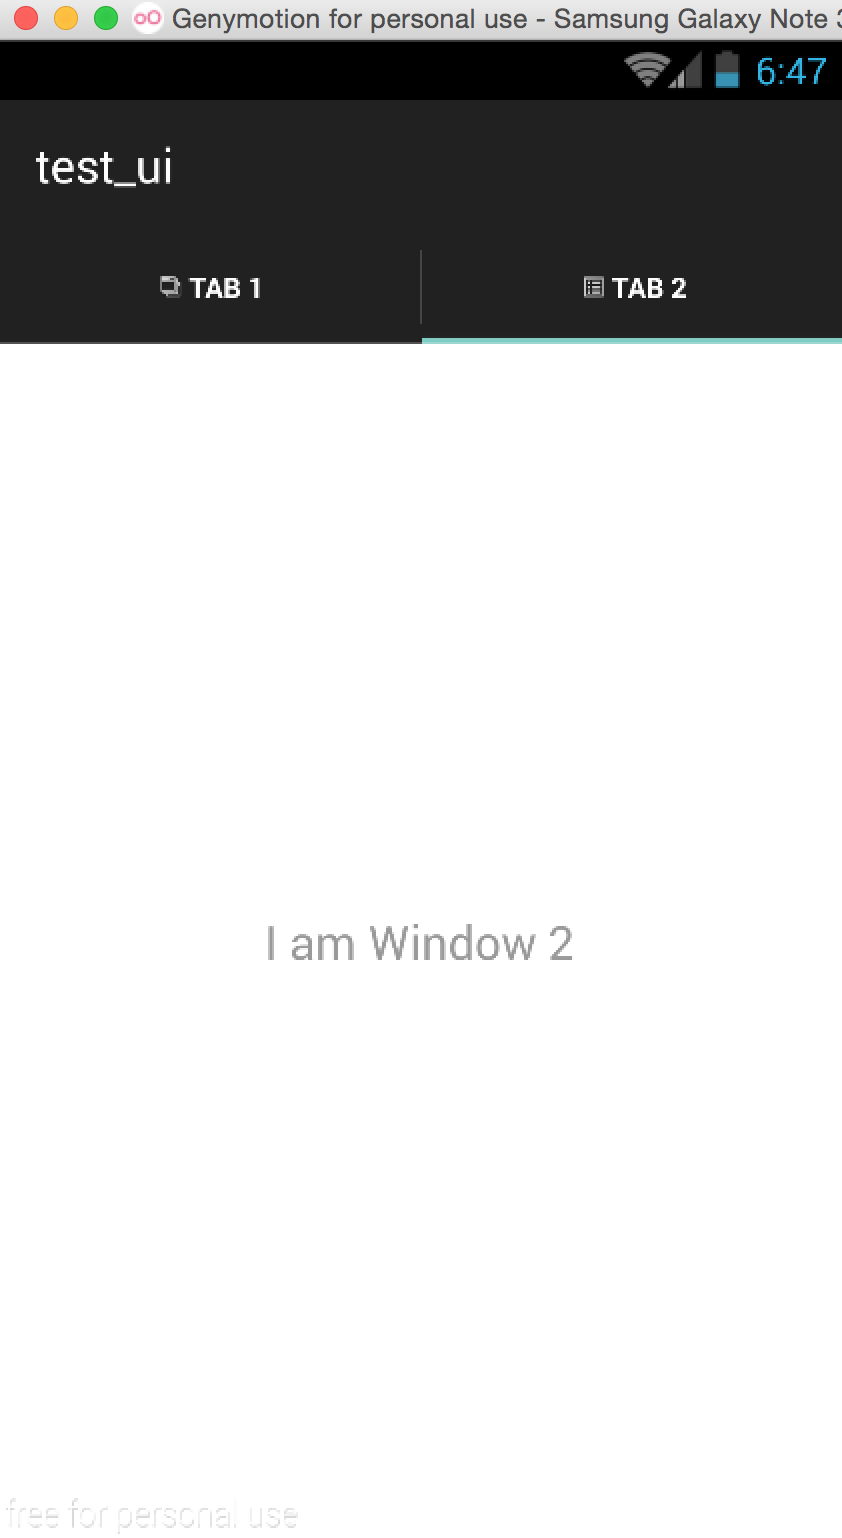 Genymotion for personal use - Samsung Galaxy Note 3
6:47
test_ui
TAB 1
TAB 2
I am Window 2
free for personal use